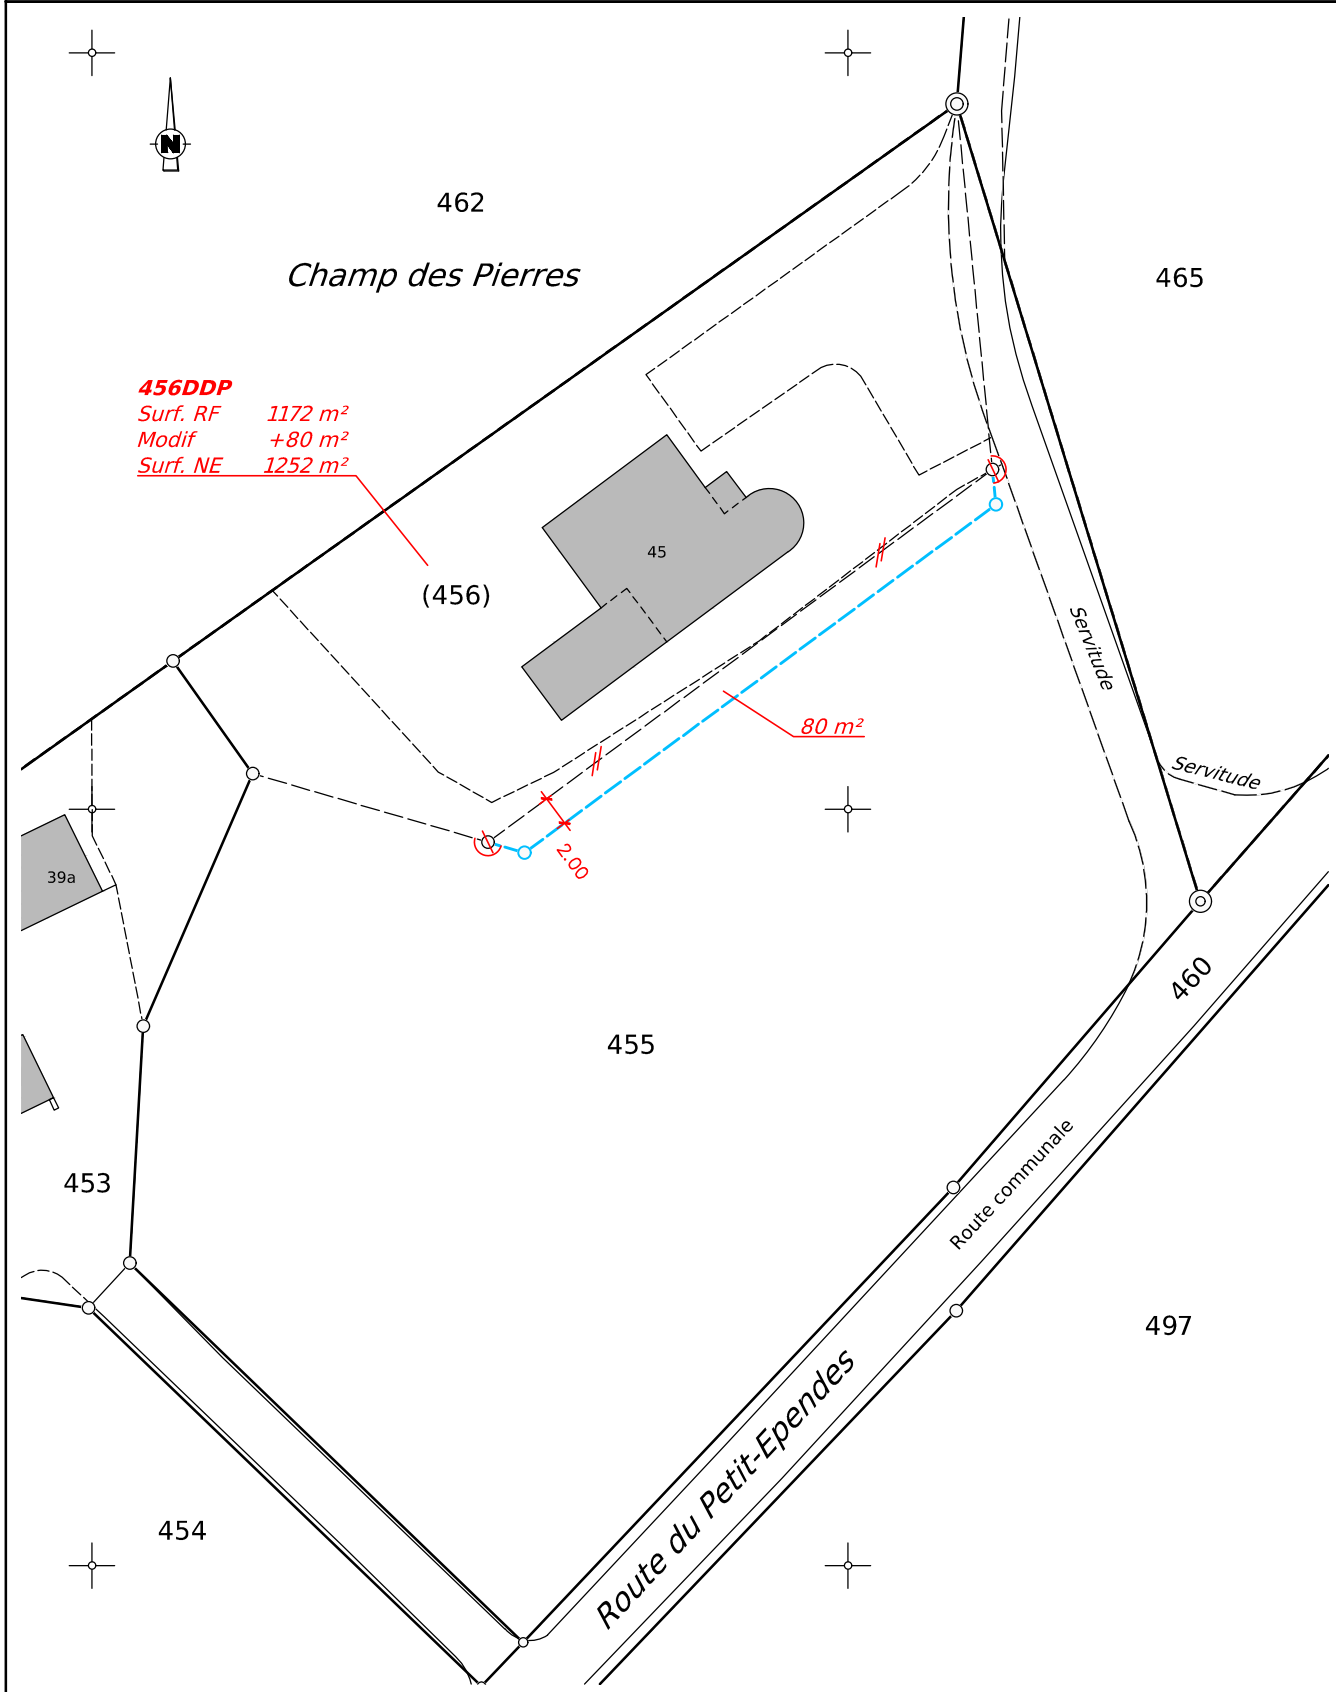 N
462
Champ des Pierres
465
456DDP
Surf. RF 1172 m²
Modif +80 m²
Surf. NE 1252 m²
45
(456)
Servitude
80 m²
Servitude
2.00
39a
460
455
Route communale
453
497
Route du Petit-Ependes
454